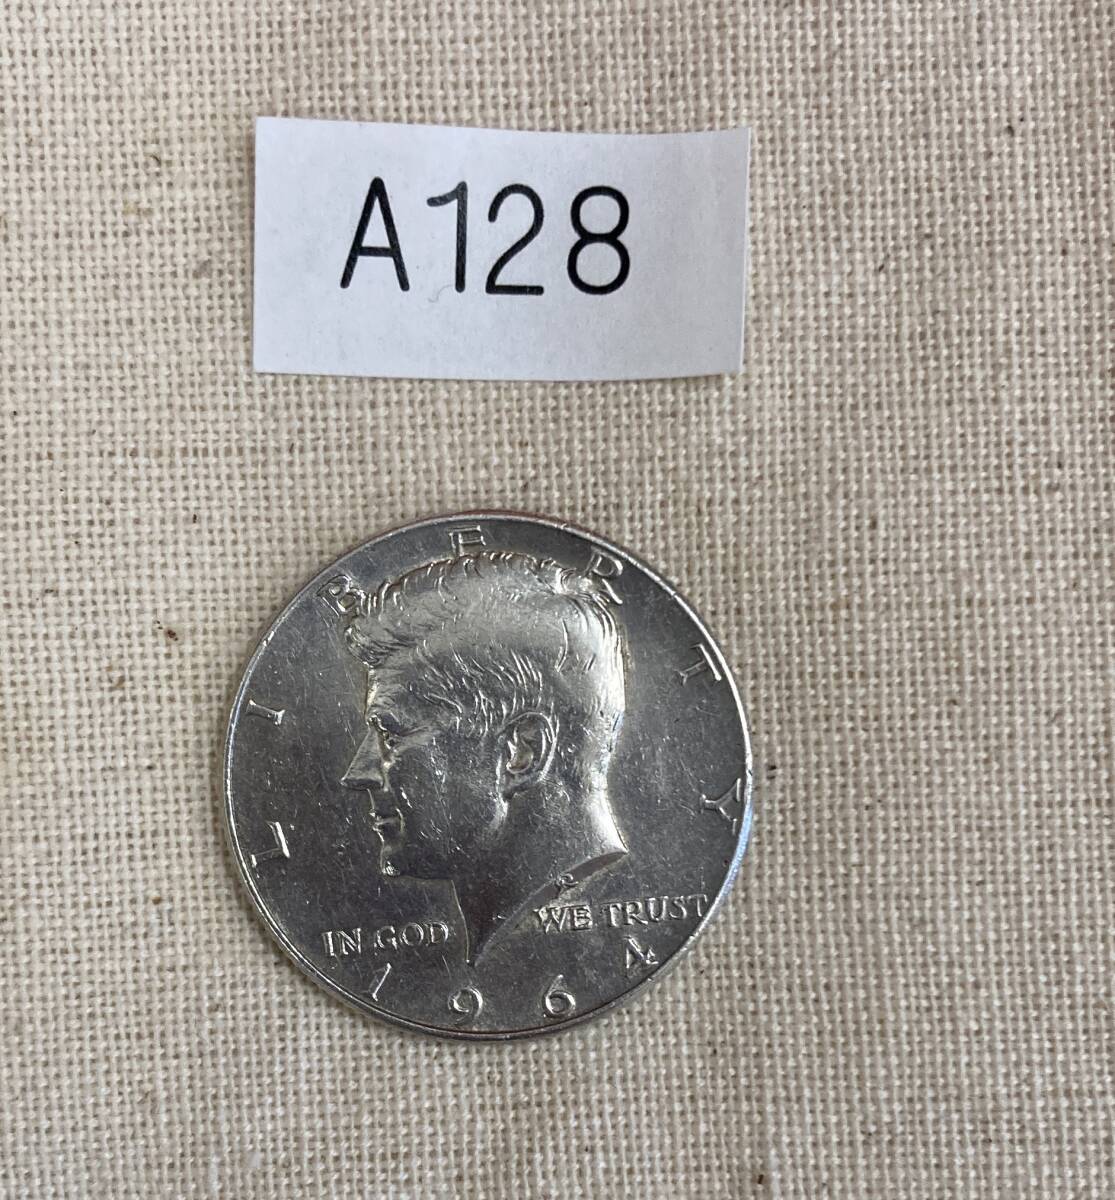 A128
LIBERTY
IN GOD WE TRUST
1964